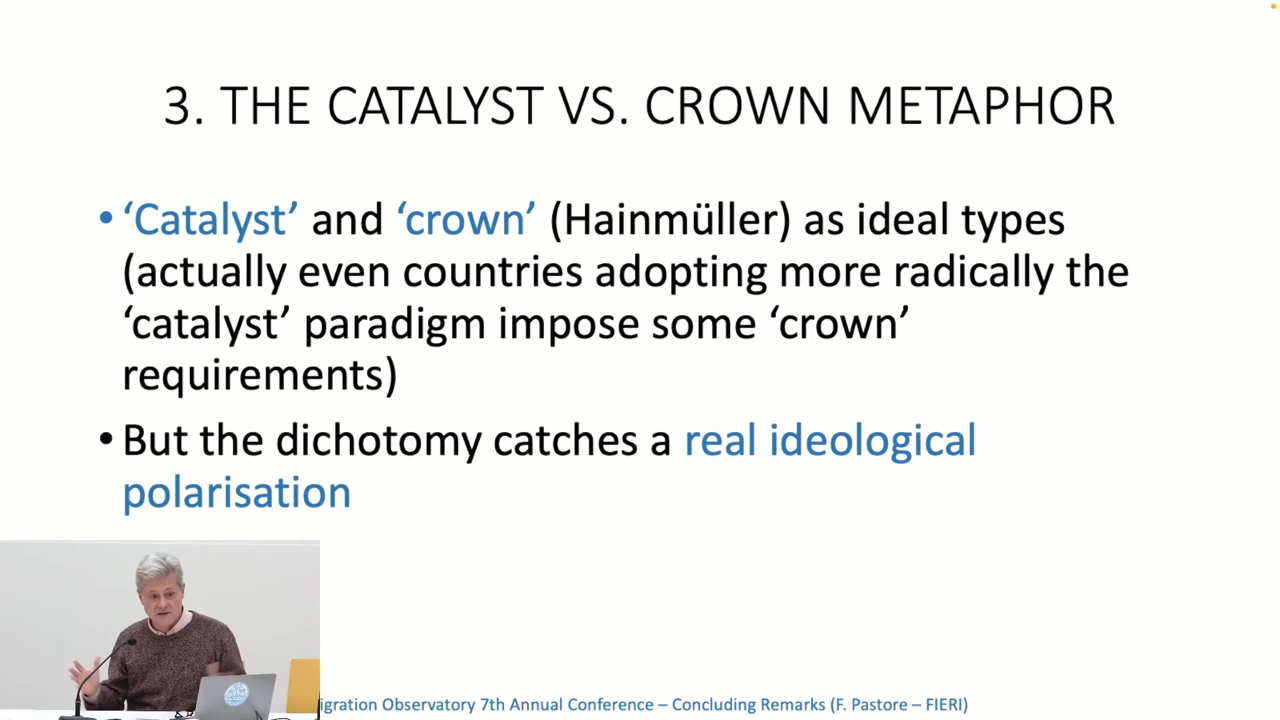 3. THE CATALYST VS. CROWN METAPHOR
• ‘Catalyst’ and ‘crown’ (Hainmüller) as ideal types
(actually even countries adopting more radically the
‘catalyst’ paradigm impose some ‘crown’
requirements)
• But the dichotomy catches a real ideological
polarisation
igration Observatory 7th Annual Conference – Concluding Remarks (F. Pastore – FIERI)